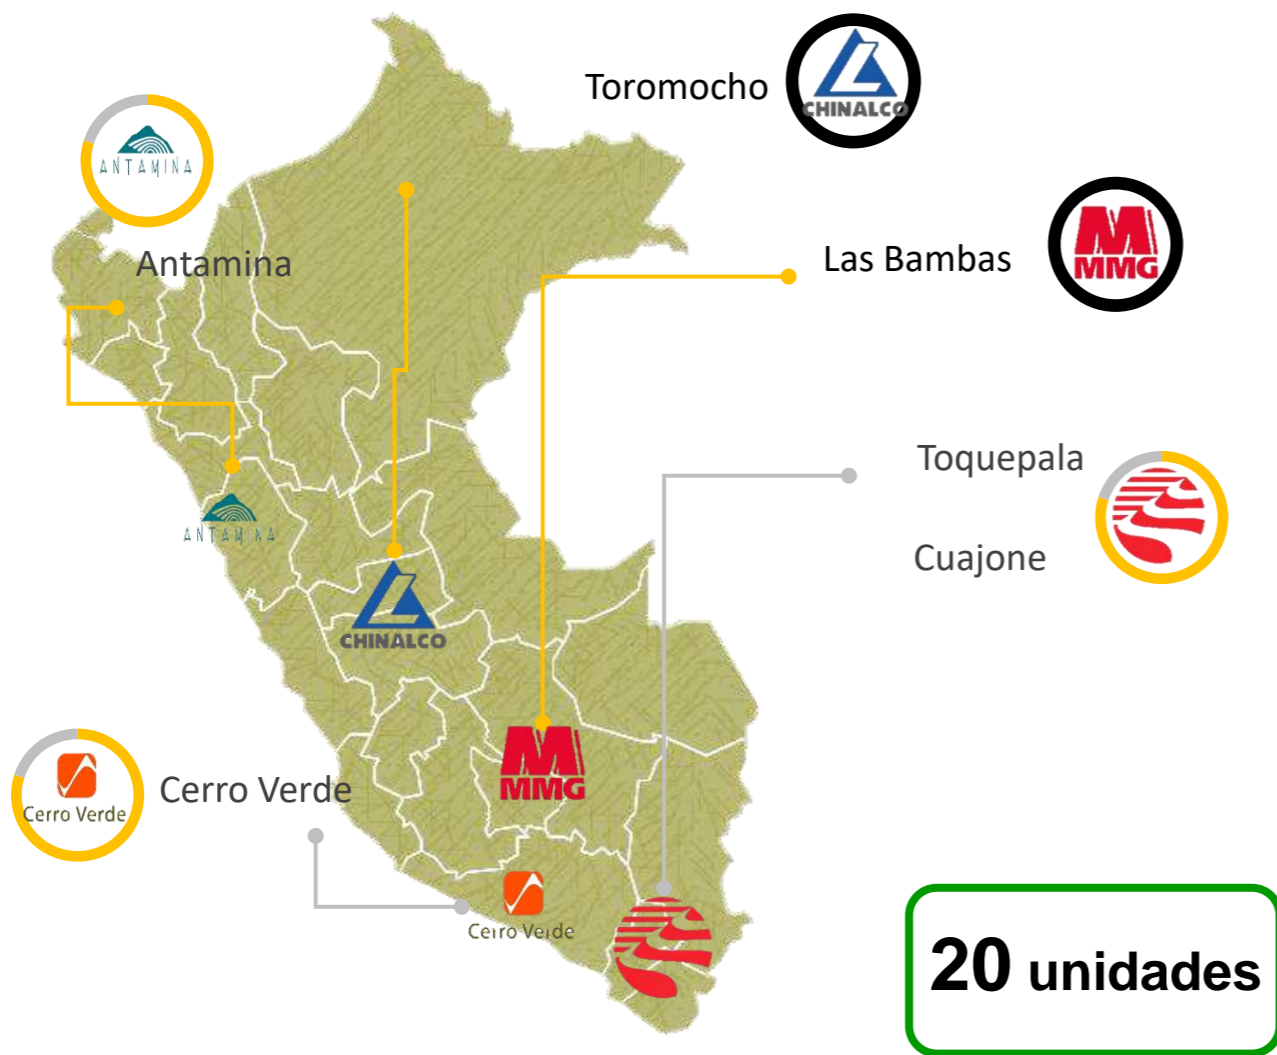 Toromocho
CHINALCO
ANTAMINA
Antamina
Las Bambas
M
MMG
Toquepala
Cuajone
ANTAMINA
CHINALCO
M
MMG
Cerro Verde
Cerro Verde
Cerro Verde
20 unidades